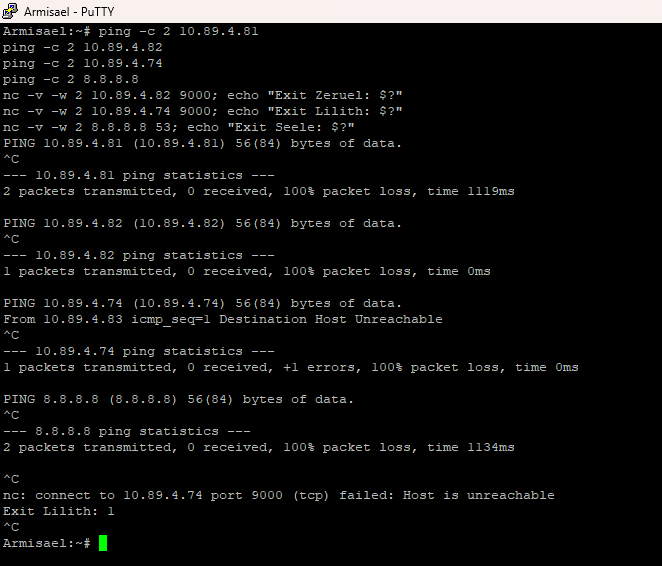 Armisael - PuTTY
Armisael:~# ping -c 2 10.89.4.81
ping -c 2 10.89.4.82
ping -c 2 10.89.4.74
ping -c 2 8.8.8.8
nc -v -w 2 10.89.4.82 9000; echo "Exit Zeruel: $?"
nc -v -w 2 10.89.4.74 9000; echo "Exit Lilith: $?"
nc -v -w 2 8.8.8.8 53; echo "Exit Seele: $?"
PING 10.89.4.81 (10.89.4.81) 56(84) bytes of data.
^C
--- 10.89.4.81 ping statistics ---
2 packets transmitted, 0 received, 100% packet loss, time 1119ms

PING 10.89.4.82 (10.89.4.82) 56(84) bytes of data.
^C
--- 10.89.4.82 ping statistics ---
1 packets transmitted, 0 received, 100% packet loss, time 0ms

PING 10.89.4.74 (10.89.4.74) 56(84) bytes of data.
From 10.89.4.83 icmp_seq=1 Destination Host Unreachable
^C
--- 10.89.4.74 ping statistics ---
1 packets transmitted, 0 received, +1 errors, 100% packet loss, time 0ms

PING 8.8.8.8 (8.8.8.8) 56(84) bytes of data.
^C
--- 8.8.8.8 ping statistics ---
2 packets transmitted, 0 received, 100% packet loss, time 1134ms

^C
nc: connect to 10.89.4.74 port 9000 (tcp) failed: Host is unreachable
Exit Lilith: 1
^C
Armisael:~#